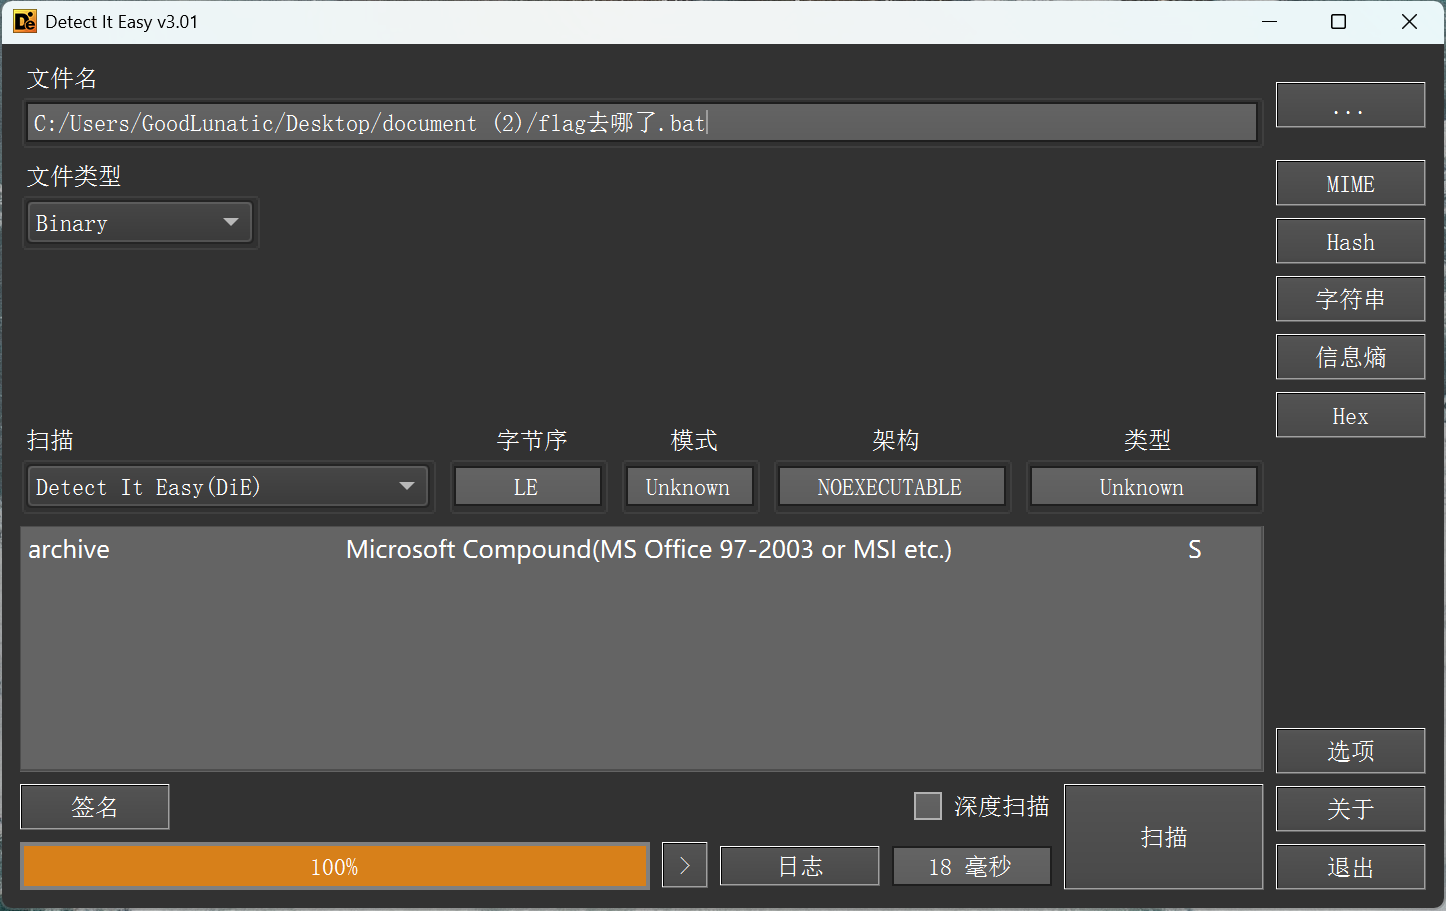 Detect It Easy v3.01
文件名
C:/Users/GoodLunatic/Desktop/document (2)/flag去哪了.bat
...
文件类型
MIME
Binary
Hash
字符串
信息熵
Hex
扫描 字节序 模式 架构 类型
Detect It Easy(DiE) LE Unknown NOEXECUTABLE Unknown
archive Microsoft Compound(MS Office 97-2003 or MSI etc.) S
选项
签名 深度扫描 关于
扫描
100% > 日志 18 毫秒 退出